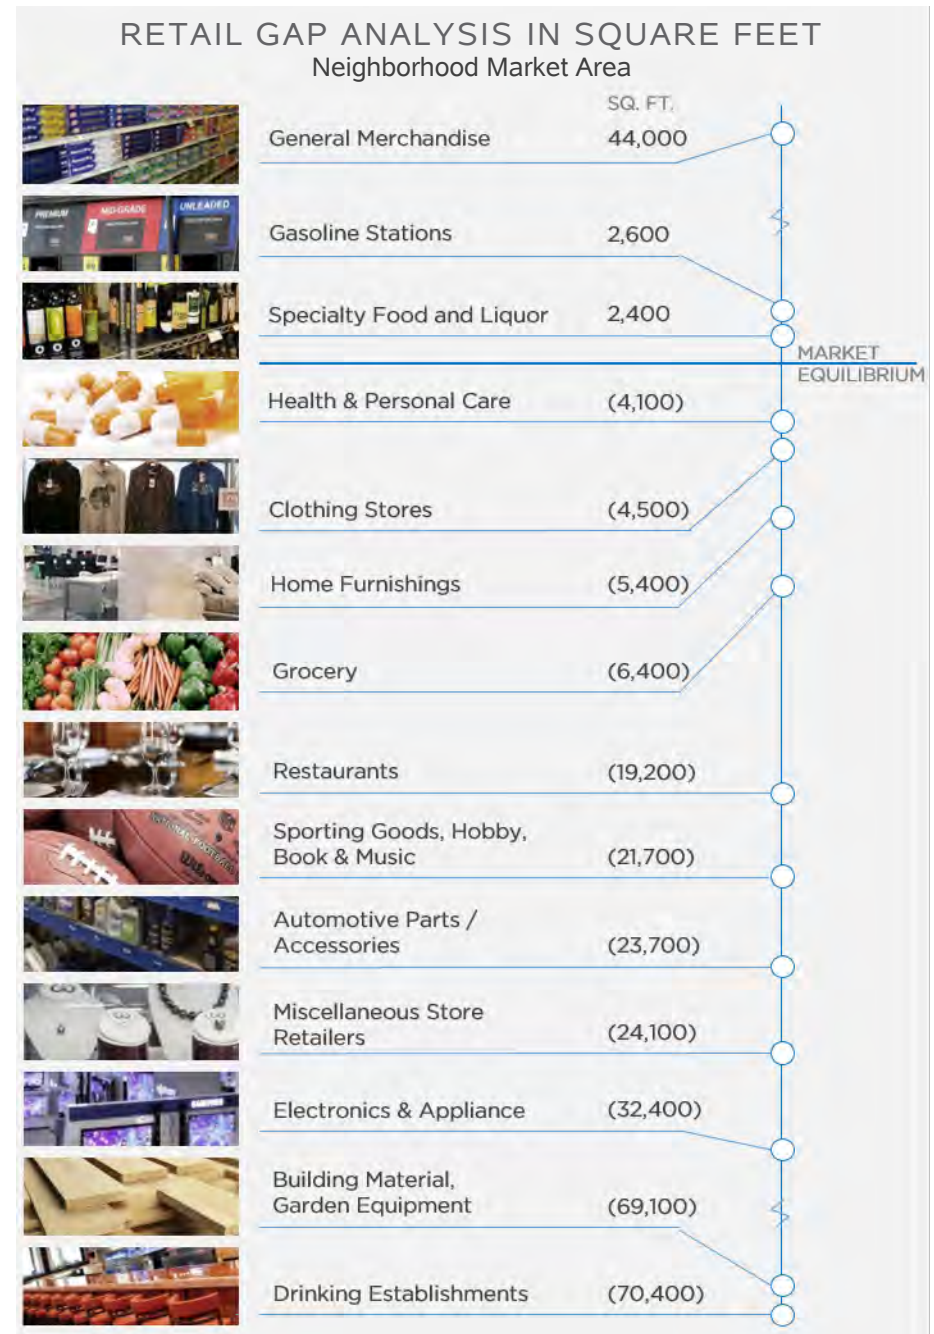 RETAIL GAP ANALYSIS IN SQUARE FEET
Neighborhood Market Area
SQ. FT.
General Merchandise 44,000
PREMIUM MID-GRADE UNLEADED
Gasoline Stations 2,600
Specialty Food and Liquor 2,400
MARKET
EQUILIBRIUM
Health & Personal Care (4,100)
Clothing Stores (4,500)
Home Furnishings (5,400)
Grocery (6,400)
Restaurants (19,200)
Sporting Goods, Hobby,
Book & Music (21,700)
Automotive Parts /
Accessories (23,700)
Miscellaneous Store
Retailers (24,100)
Electronics & Appliance (32,400)
Building Material,
Garden Equipment (69,100)
Drinking Establishments (70,400)